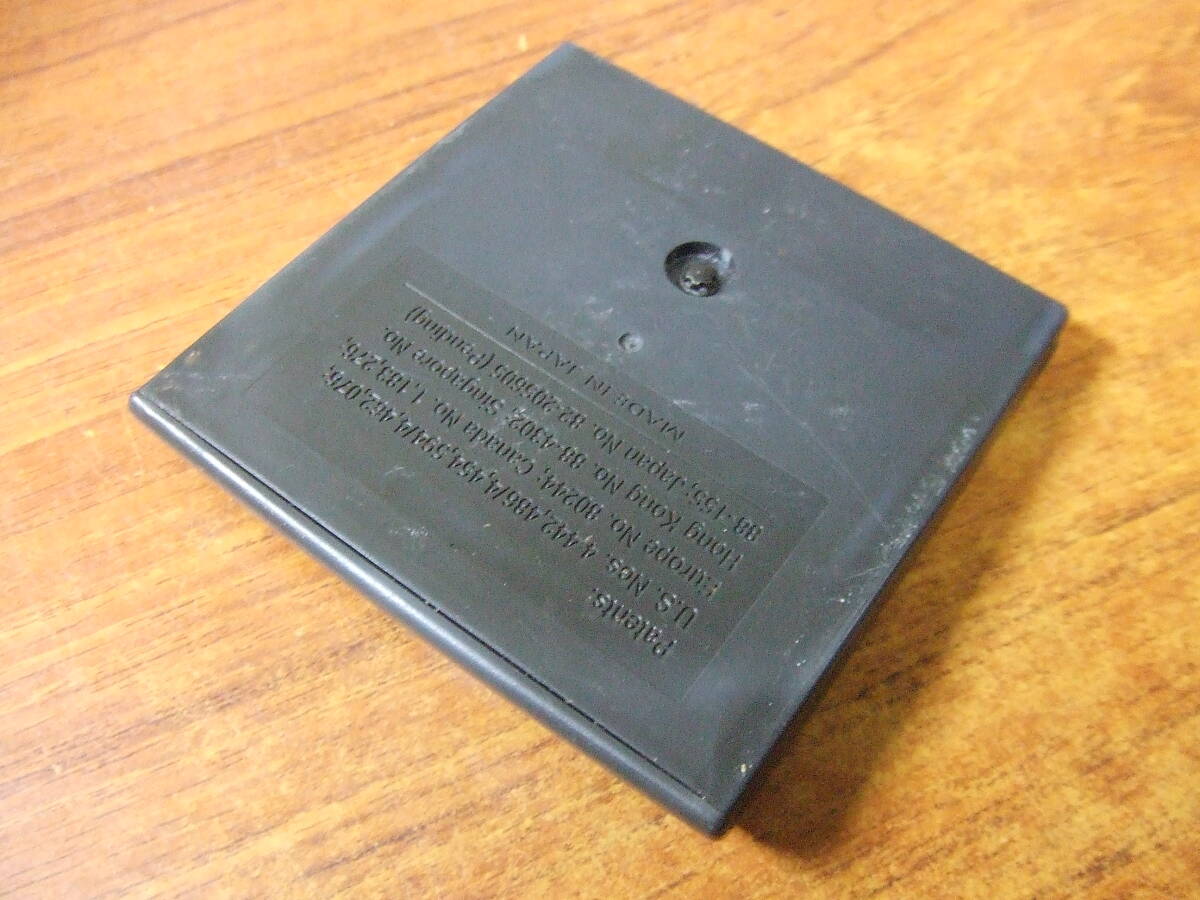 Patents:
U.S. Nos. 4,442,486/4,454,594/4,462,076;
Europe No. 80244; Canada No. 1,183,276;
Hong Kong No. 88-4302; Singapore No.
88-155; Japan No. 82-205605 (Pending)
MADE IN JAPAN